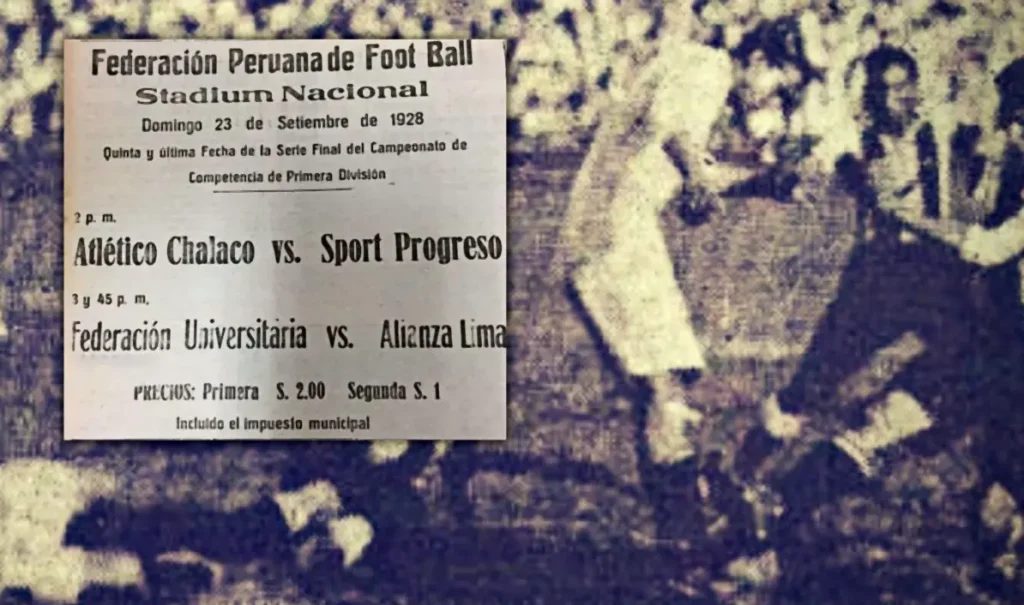 Federación Peruana de Foot Ball
Stadium Nacional
Domingo 23 de Setiembre de 1928
Quinta y última Fecha de la Serie Final del Campeonato de
Competencia de Primera División
2 p. m.
Atlético Chalaco vs. Sport Progreso
3 y 45 p. m.
Federación Universitaria vs. Alianza Lima
PRECIOS: Primera S. 2.00 Segunda S. 1
Incluido el impuesto municipal